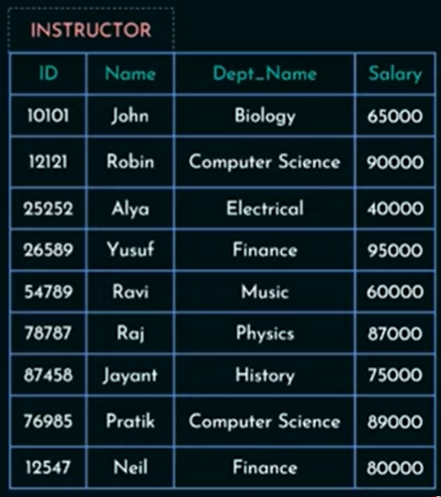 INSTRUCTOR
ID Name Dept_Name Salary
10101 John Biology 65000
12121 Robin Computer Science 90000
25252 Alya Electrical 40000
26589 Yusuf Finance 95000
54789 Ravi Music 60000
78787 Raj Physics 87000
87458 Jayant History 75000
76985 Pratik Computer Science 89000
12547 Neil Finance 80000